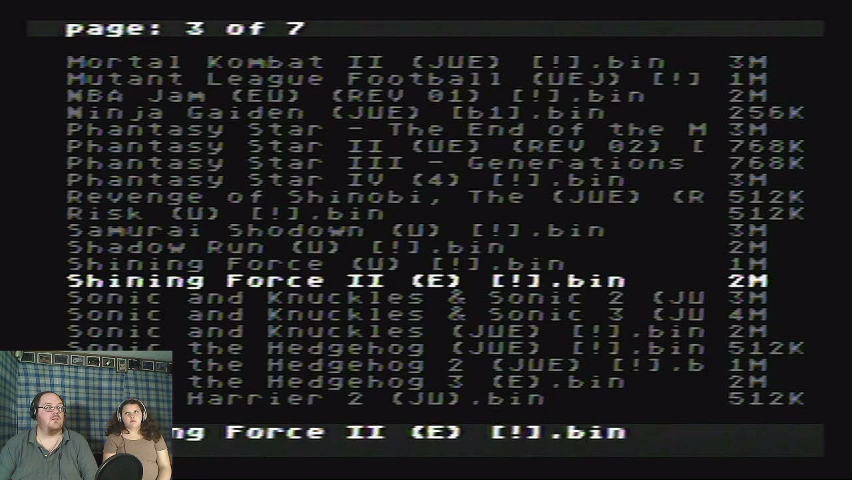 page: 3 of 7
Mortal Kombat II (JUE) [!].bin 3M
Mutant League Football (UEJ) [!] 1M
NBA Jam (EU) (REV 01) [!].bin 2M
Ninja Gaiden (JUE) [b1].bin 256K
Phantasy Star - The End of the M 3M
Phantasy Star II (UE) (REV 02) [ 768K
Phantasy Star III - Generations 768K
Phantasy Star IV (4) [!].bin 3M
Revenge of Shinobi, The (JUE) (R 512K
Risk (U) [!].bin 512K
Samurai Shodown (U) [!].bin 3M
Shadow Run (U) [!].bin 2M
Shining Force (U) [!].bin 1M
Shining Force II (E) [!].bin 2M
Sonic and Knuckles & Sonic 2 (JU 3M
Sonic and Knuckles & Sonic 3 (JU 4M
Sonic and Knuckles (JUE) [!].bin 2M
Sonic the Hedgehog (JUE) [!].bin 512K
the Hedgehog 2 (JUE) [!].b 1M
the Hedgehog 3 (E).bin 2M
Harrier 2 (JU).bin 512K
ng Force II (E) [!].bin